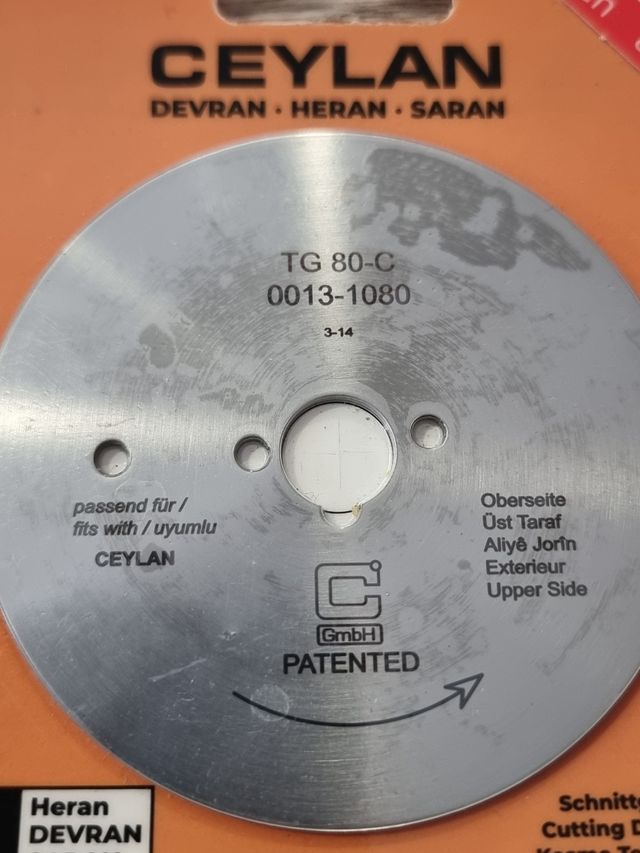 CEYLAN
DEVRAN · HERAN · SARAN
TG 80-C
0013-1080
3-14
passend für /
fits with / uyumlu
CEYLAN
Oberseite
Üst Taraf
Aliyê Jorîn
Exterieur
Upper Side
C
GmbH
PATENTED
Heran
DEVRAN
Schnitt
Cutting D